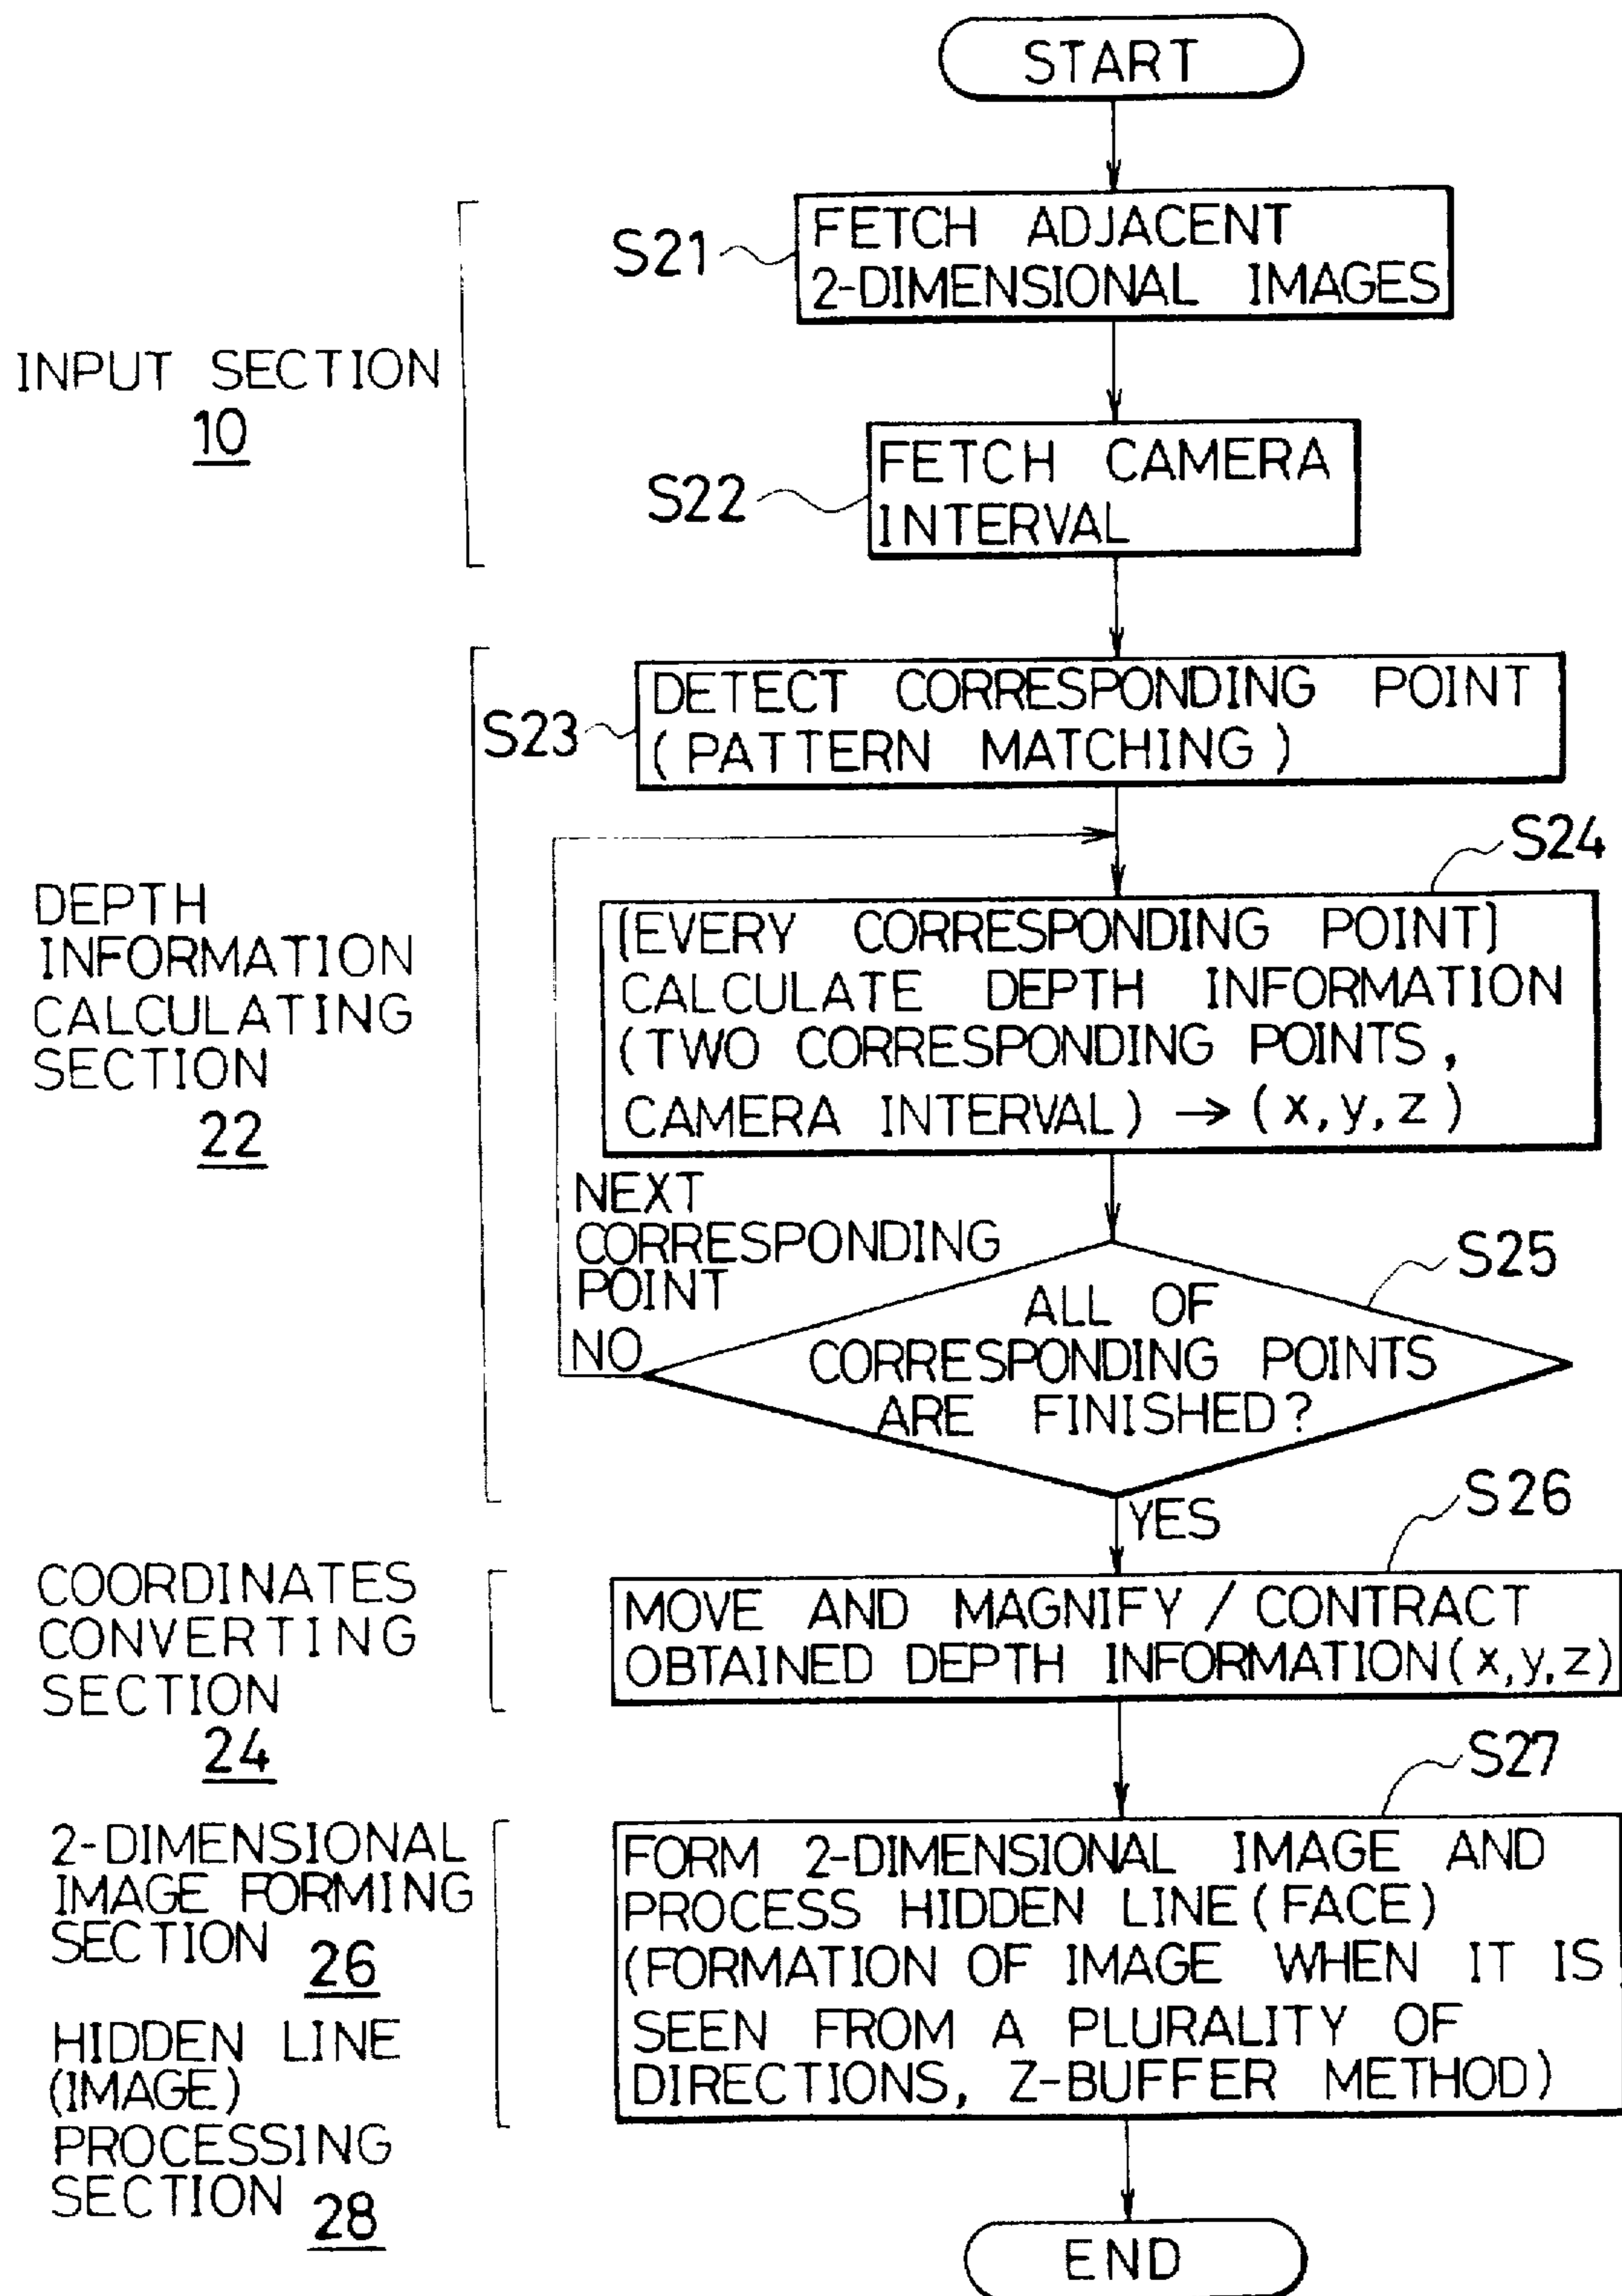 START
S21
FETCH ADJACENT
2-DIMENSIONAL IMAGES
INPUT SECTION
10
S22
FETCH CAMERA
INTERVAL
S23
DETECT CORRESPONDING POINT
(PATTERN MATCHING)
S24
DEPTH
INFORMATION
CALCULATING
SECTION
22
[EVERY CORRESPONDING POINT]
CALCULATE DEPTH INFORMATION
(TWO CORRESPONDING POINTS,
CAMERA INTERVAL) → (x,y,z)
NEXT
CORRESPONDING
POINT
NO
S25
ALL OF
CORRESPONDING POINTS
ARE FINISHED?
YES
S26
COORDINATES
CONVERTING
SECTION
24
MOVE AND MAGNIFY/CONTRACT
OBTAINED DEPTH INFORMATION(x,y,z)
S27
2-DIMENSIONAL
IMAGE FORMING
SECTION 26
HIDDEN LINE
(IMAGE)
PROCESSING
SECTION 28
FORM 2-DIMENSIONAL IMAGE AND
PROCESS HIDDEN LINE(FACE)
(FORMATION OF IMAGE WHEN IT IS
SEEN FROM A PLURALITY OF
DIRECTIONS, Z-BUFFER METHOD)
END